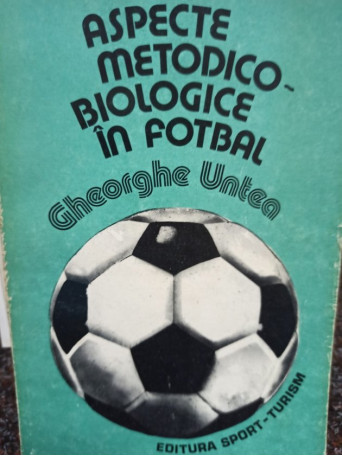 ASPECTE
METODICO-
BIOLOGICE
ÎN FOTBAL
Gheorghe Untea
EDITURA SPORT-TURISM